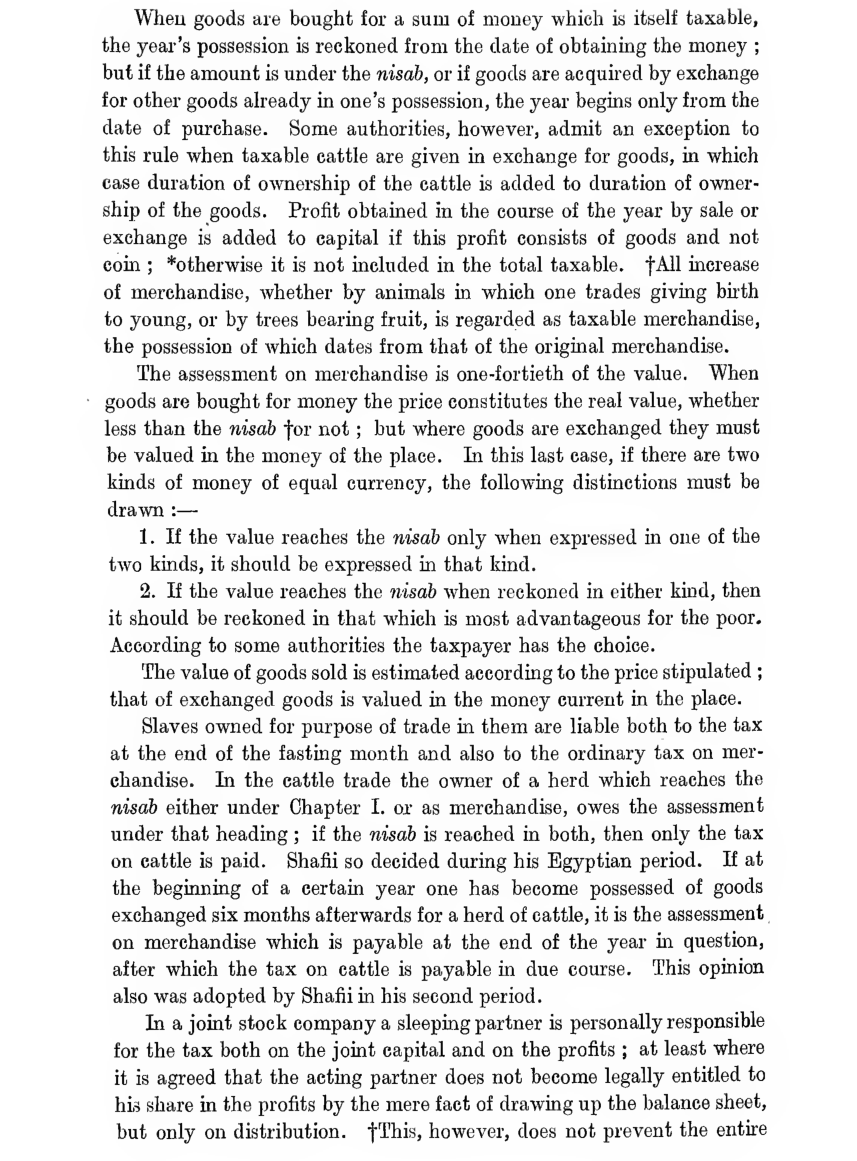 When goods are bought for a sum of money which is itself taxable,
the year's possession is reckoned from the date of obtaining the money ;
but if the amount is under the nisab, or if goods are acquired by exchange
for other goods already in one's possession, the year begins only from the
date of purchase. Some authorities, however, admit an exception to
this rule when taxable cattle are given in exchange for goods, in which
case duration of ownership of the cattle is added to duration of owner-
ship of the goods. Profit obtained in the course of the year by sale or
exchange is added to capital if this profit consists of goods and not
coin ; *otherwise it is not included in the total taxable. †All increase
of merchandise, whether by animals in which one trades giving birth
to young, or by trees bearing fruit, is regarded as taxable merchandise,
the possession of which dates from that of the original merchandise.
The assessment on merchandise is one-fortieth of the value. When
goods are bought for money the price constitutes the real value, whether
less than the nisab †or not ; but where goods are exchanged they must
be valued in the money of the place. In this last case, if there are two
kinds of money of equal currency, the following distinctions must be
drawn :—
1. If the value reaches the nisab only when expressed in one of the
two kinds, it should be expressed in that kind.
2. If the value reaches the nisab when reckoned in either kind, then
it should be reckoned in that which is most advantageous for the poor.
According to some authorities the taxpayer has the choice.
The value of goods sold is estimated according to the price stipulated ;
that of exchanged goods is valued in the money current in the place.
Slaves owned for purpose of trade in them are liable both to the tax
at the end of the fasting month and also to the ordinary tax on mer-
chandise. In the cattle trade the owner of a herd which reaches the
nisab either under Chapter I. or as merchandise, owes the assessment
under that heading ; if the nisab is reached in both, then only the tax
on cattle is paid. Shafii so decided during his Egyptian period. If at
the beginning of a certain year one has become possessed of goods
exchanged six months afterwards for a herd of cattle, it is the assessment
on merchandise which is payable at the end of the year in question,
after which the tax on cattle is payable in due course. This opinion
also was adopted by Shafii in his second period.
In a joint stock company a sleeping partner is personally responsible
for the tax both on the joint capital and on the profits ; at least where
it is agreed that the acting partner does not become legally entitled to
his share in the profits by the mere fact of drawing up the balance sheet,
but only on distribution. †This, however, does not prevent the entire